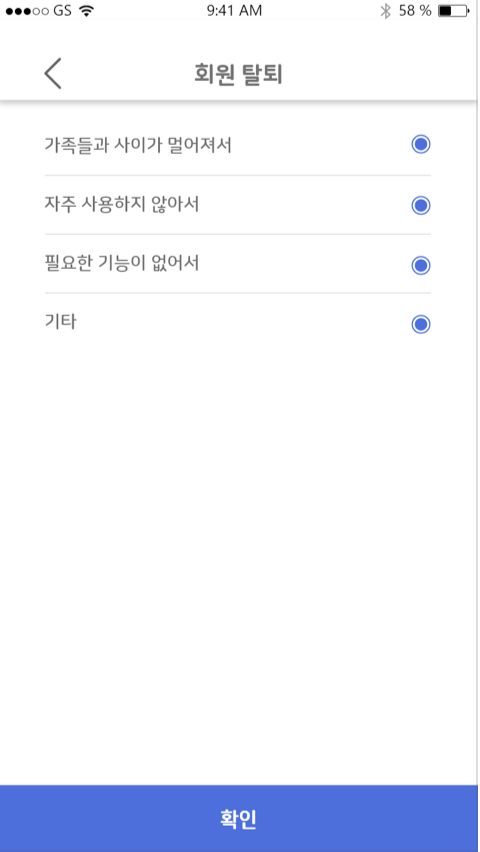 GS 9:41 AM 58 %
회원 탈퇴
가족들과 사이가 멀어져서
자주 사용하지 않아서
필요한 기능이 없어서
기타
확인